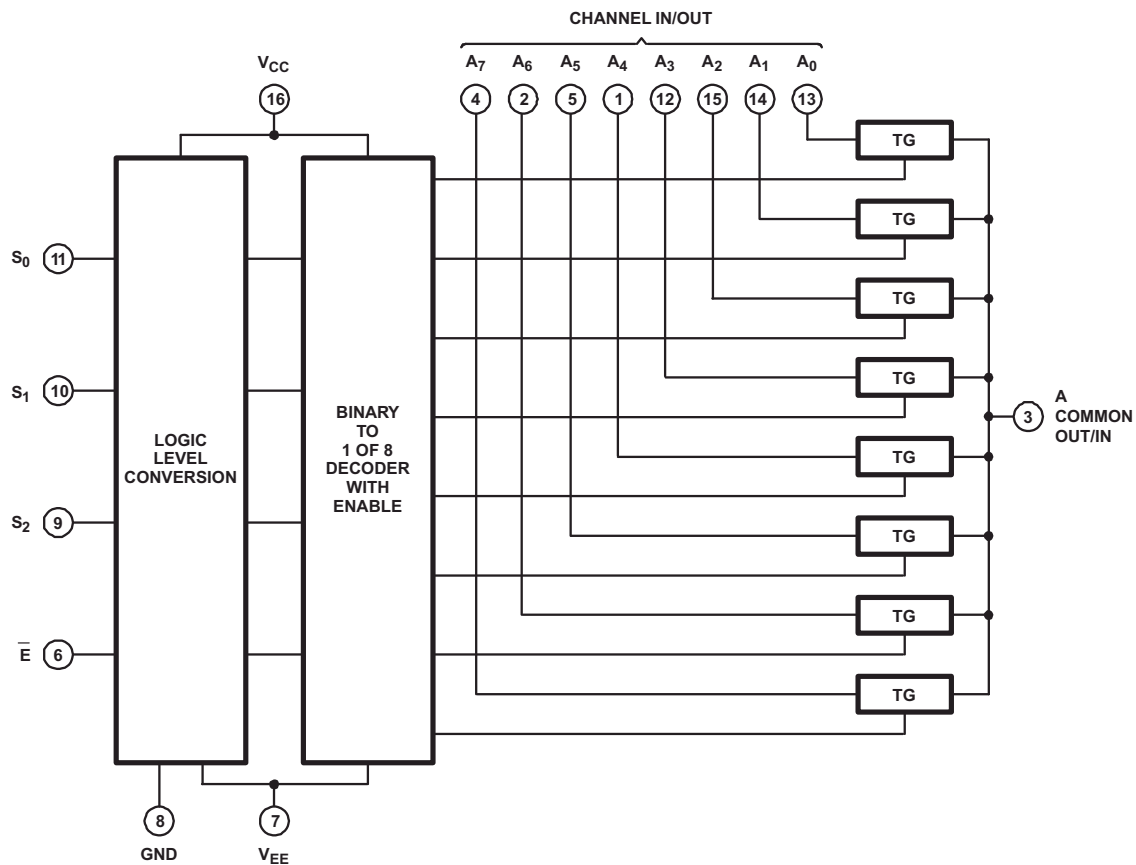 CHANNEL IN/OUT
VCC
A7 A6 A5 A4 A3 A2 A1 A0
16
4 2 5 1 12 15 14 13
TG
TG
S0 11
TG
TG
S1 10
BINARY
TO
1 OF 8
DECODER
WITH
ENABLE
LOGIC
LEVEL
CONVERSION
3
A
COMMON
OUT/IN
TG
S2 9
TG
TG
E̅ 6
TG
8
7
GND
VEE